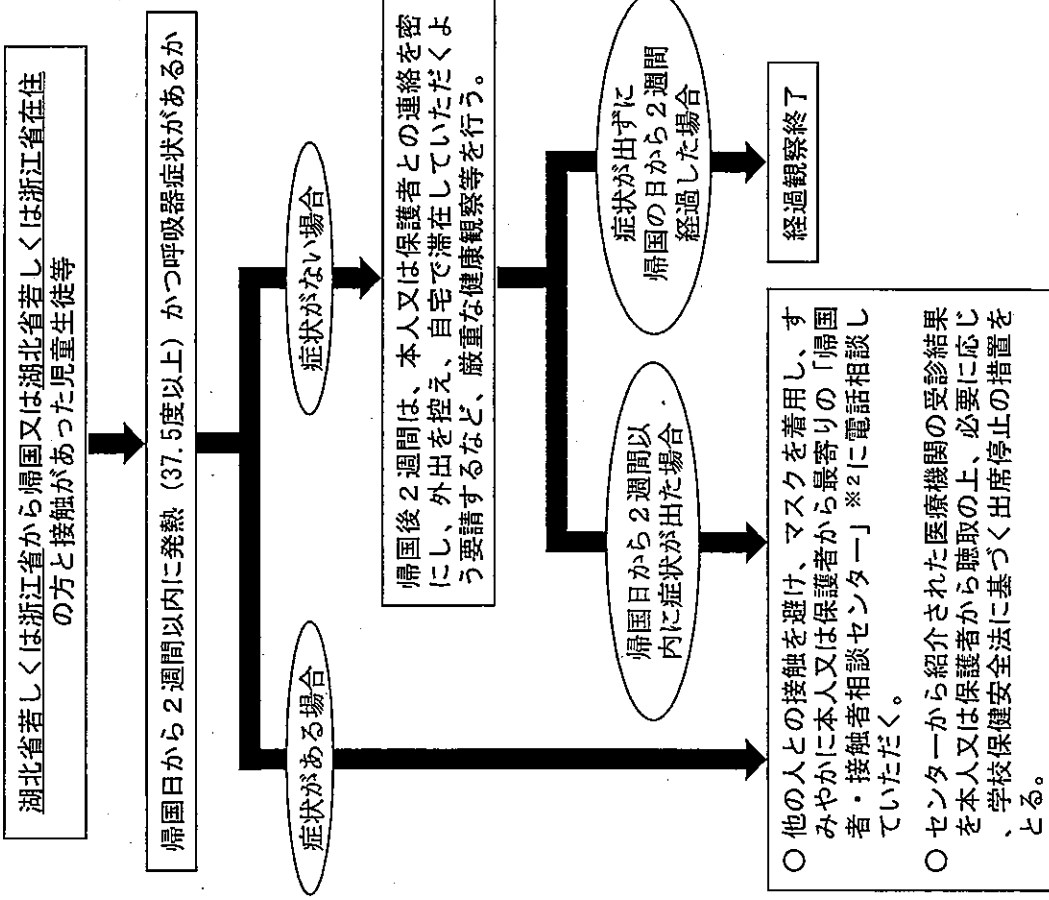 湖北省若しくは浙江省から帰国又は湖北省若しくは浙江省在住
の方と接触があった児童生徒等
帰国日から２週間以内に発熱（37.5度以上）かつ呼吸器症状があるか
症状がある場合
症状がない場合
帰国後２週間は、本人又は保護者との連絡を密
にし、外出を控え、自宅で滞在していただくよ
う要請するなど、厳重な健康観察等を行う。
帰国日から２週間以
内に症状が出た場合
症状が出ずに
帰国の日から２週間
経過した場合
○ 他の人との接触を避け、マスクを着用し、す
みやかに本人又は保護者から最寄りの「帰国
者・接触者相談センター」※２に電話相談し
ていただく。
○ センターから紹介された医療機関の受診結果
を本人又は保護者から聴取の上、必要に応じ
、学校保健安全法に基づく出席停止の措置を
とる。
経過観察終了